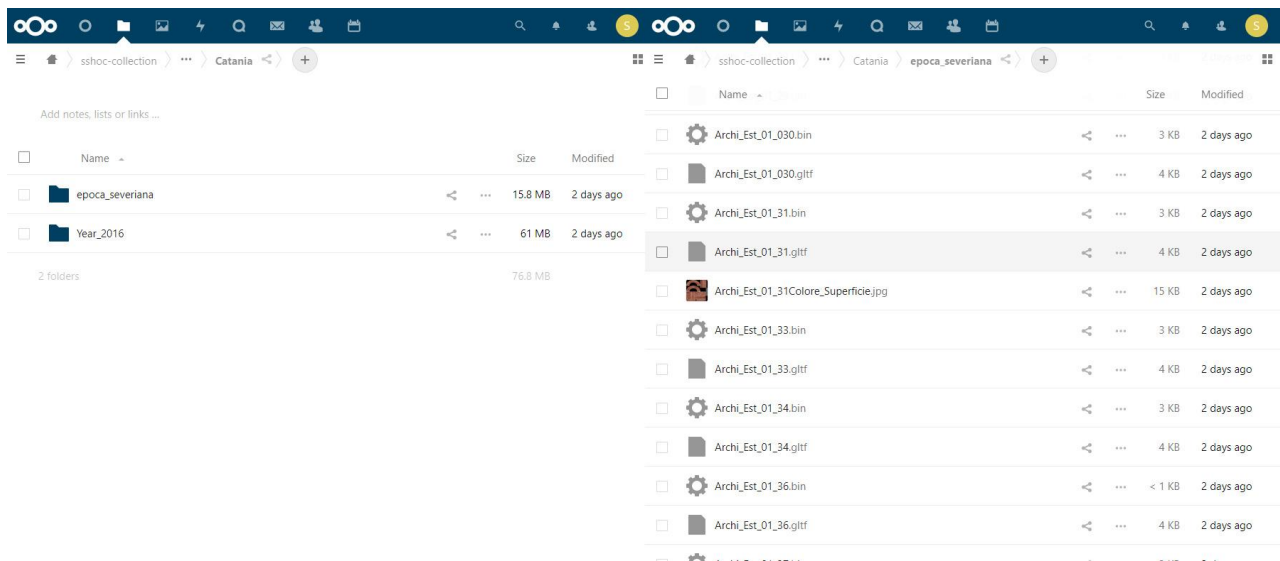 S
sshoc-collection ... Catania +
Add notes, lists or links ...
Name Size Modified
epoca_severiana ... 15.8 MB 2 days ago
Year_2016 ... 61 MB 2 days ago
2 folders 76.8 MB
S
sshoc-collection ... Catania epoca_severiana +
Name Size Modified
Archi_Est_01_030.bin ... 3 KB 2 days ago
Archi_Est_01_030.gltf ... 4 KB 2 days ago
Archi_Est_01_31.bin ... 3 KB 2 days ago
Archi_Est_01_31.gltf ... 4 KB 2 days ago
Archi_Est_01_31Colore_Superficie.jpg ... 15 KB 2 days ago
Archi_Est_01_33.bin ... 3 KB 2 days ago
Archi_Est_01_33.gltf ... 4 KB 2 days ago
Archi_Est_01_34.bin ... 3 KB 2 days ago
Archi_Est_01_34.gltf ... 4 KB 2 days ago
Archi_Est_01_36.bin ... < 1 KB 2 days ago
Archi_Est_01_36.gltf ... 4 KB 2 days ago